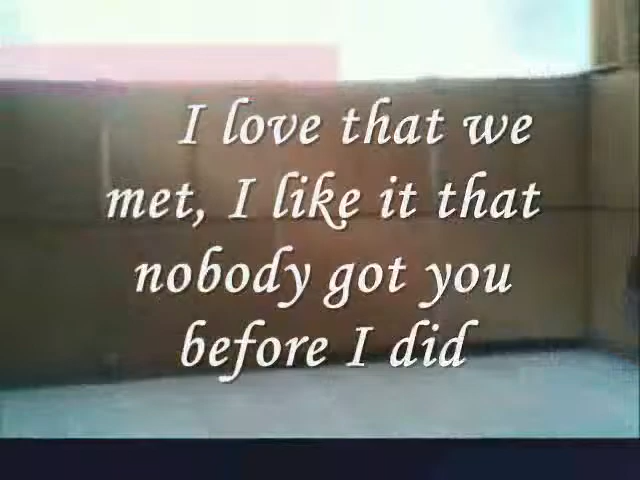 I love that we
met, I like it that
nobody got you
before I did